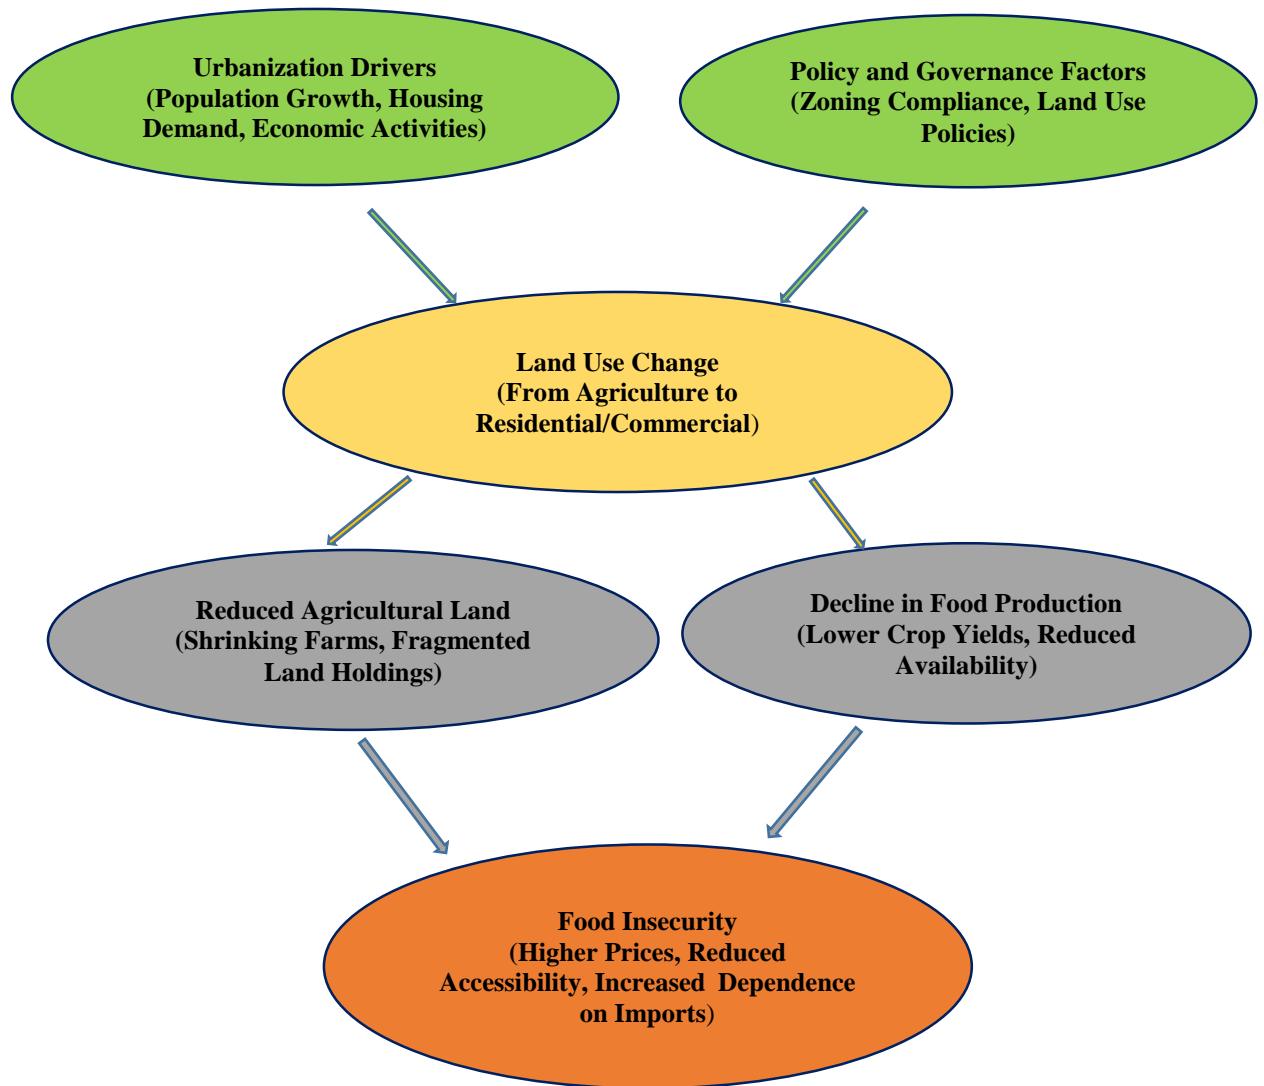 Urbanization Drivers
(Population Growth, Housing
Demand, Economic Activities)
Policy and Governance Factors
(Zoning Compliance, Land Use
Policies)
Land Use Change
(From Agriculture to
Residential/Commercial)
Reduced Agricultural Land
(Shrinking Farms, Fragmented
Land Holdings)
Decline in Food Production
(Lower Crop Yields, Reduced
Availability)
Food Insecurity
(Higher Prices, Reduced
Accessibility, Increased  Dependence
on Imports)